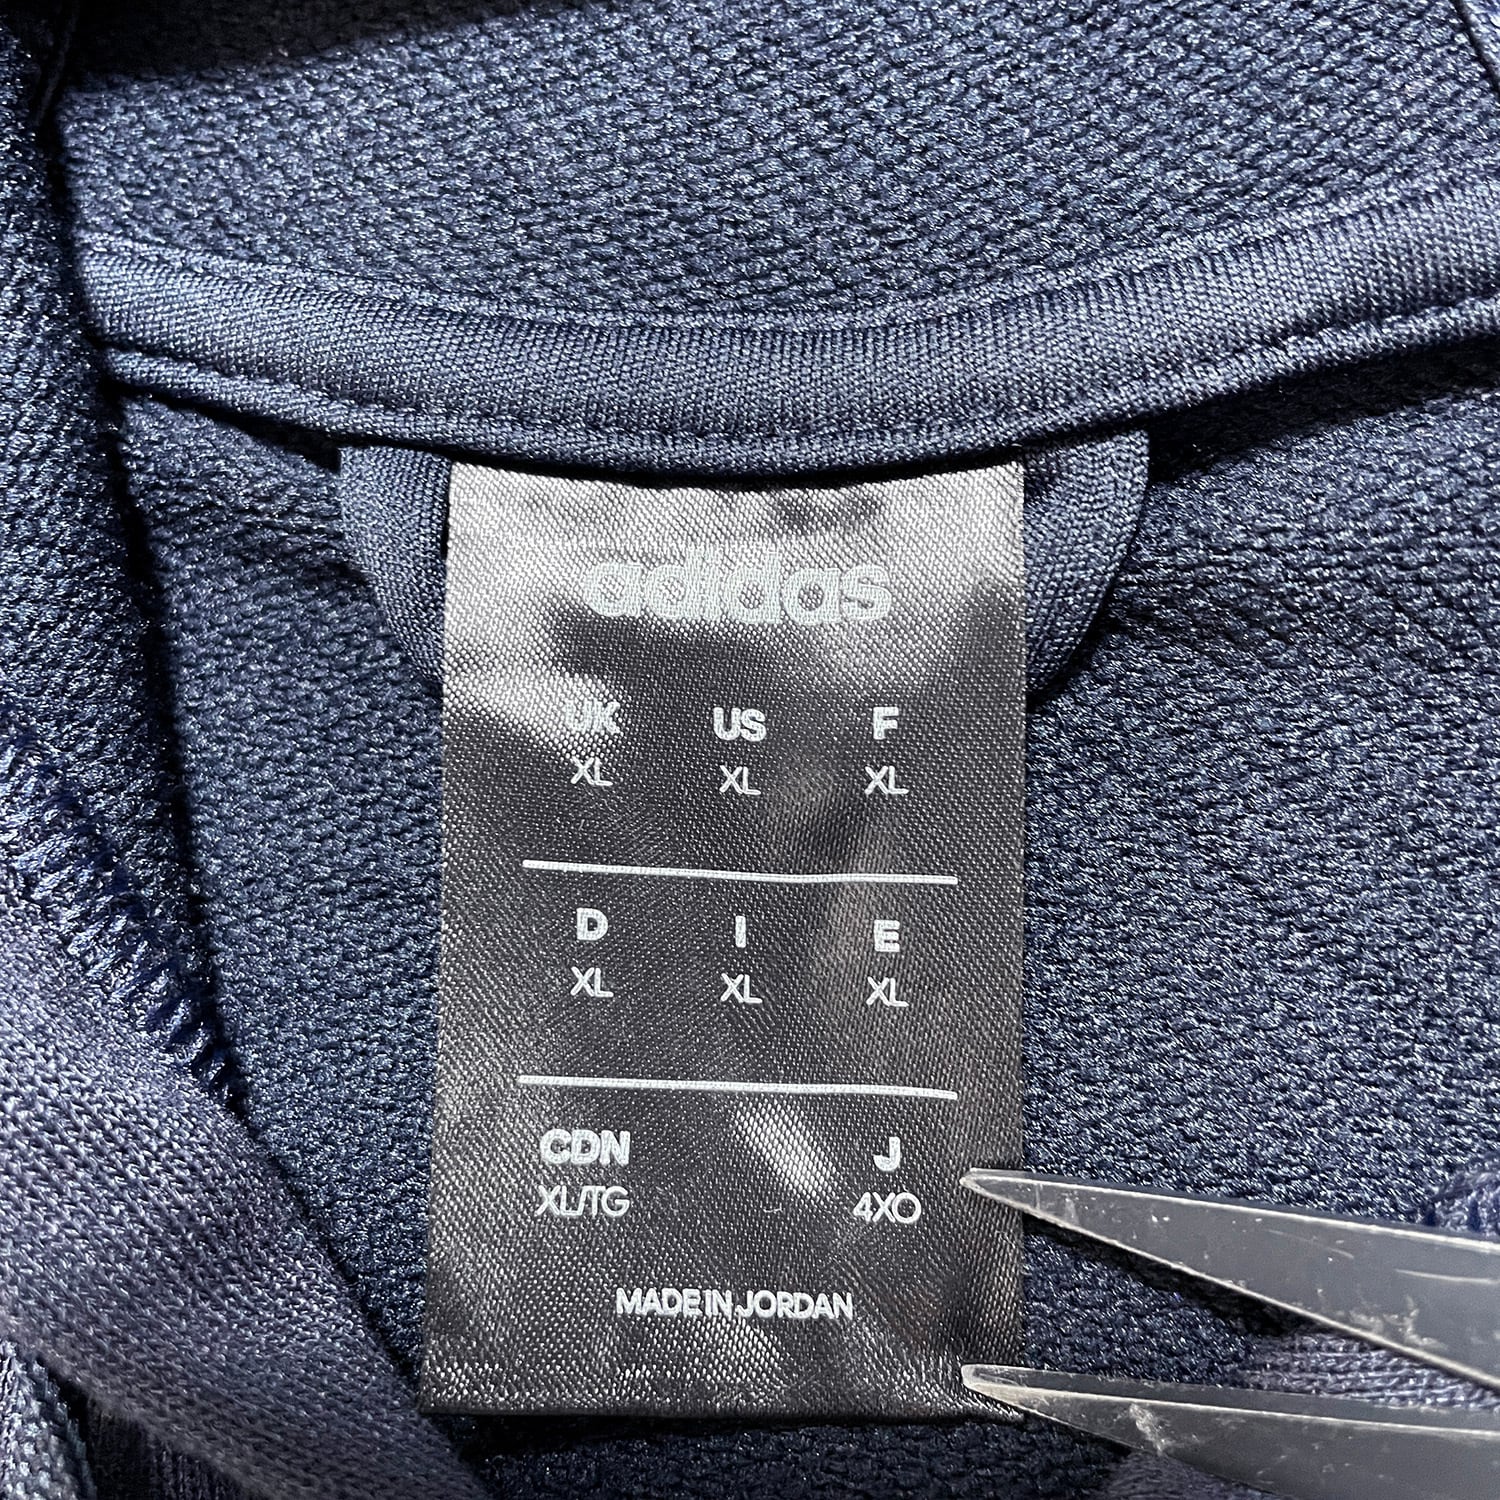 adidas
UK US F
XL XL XL
D I E
XL XL XL
CDN J
XL/TG 4XO
MADE IN JORDAN